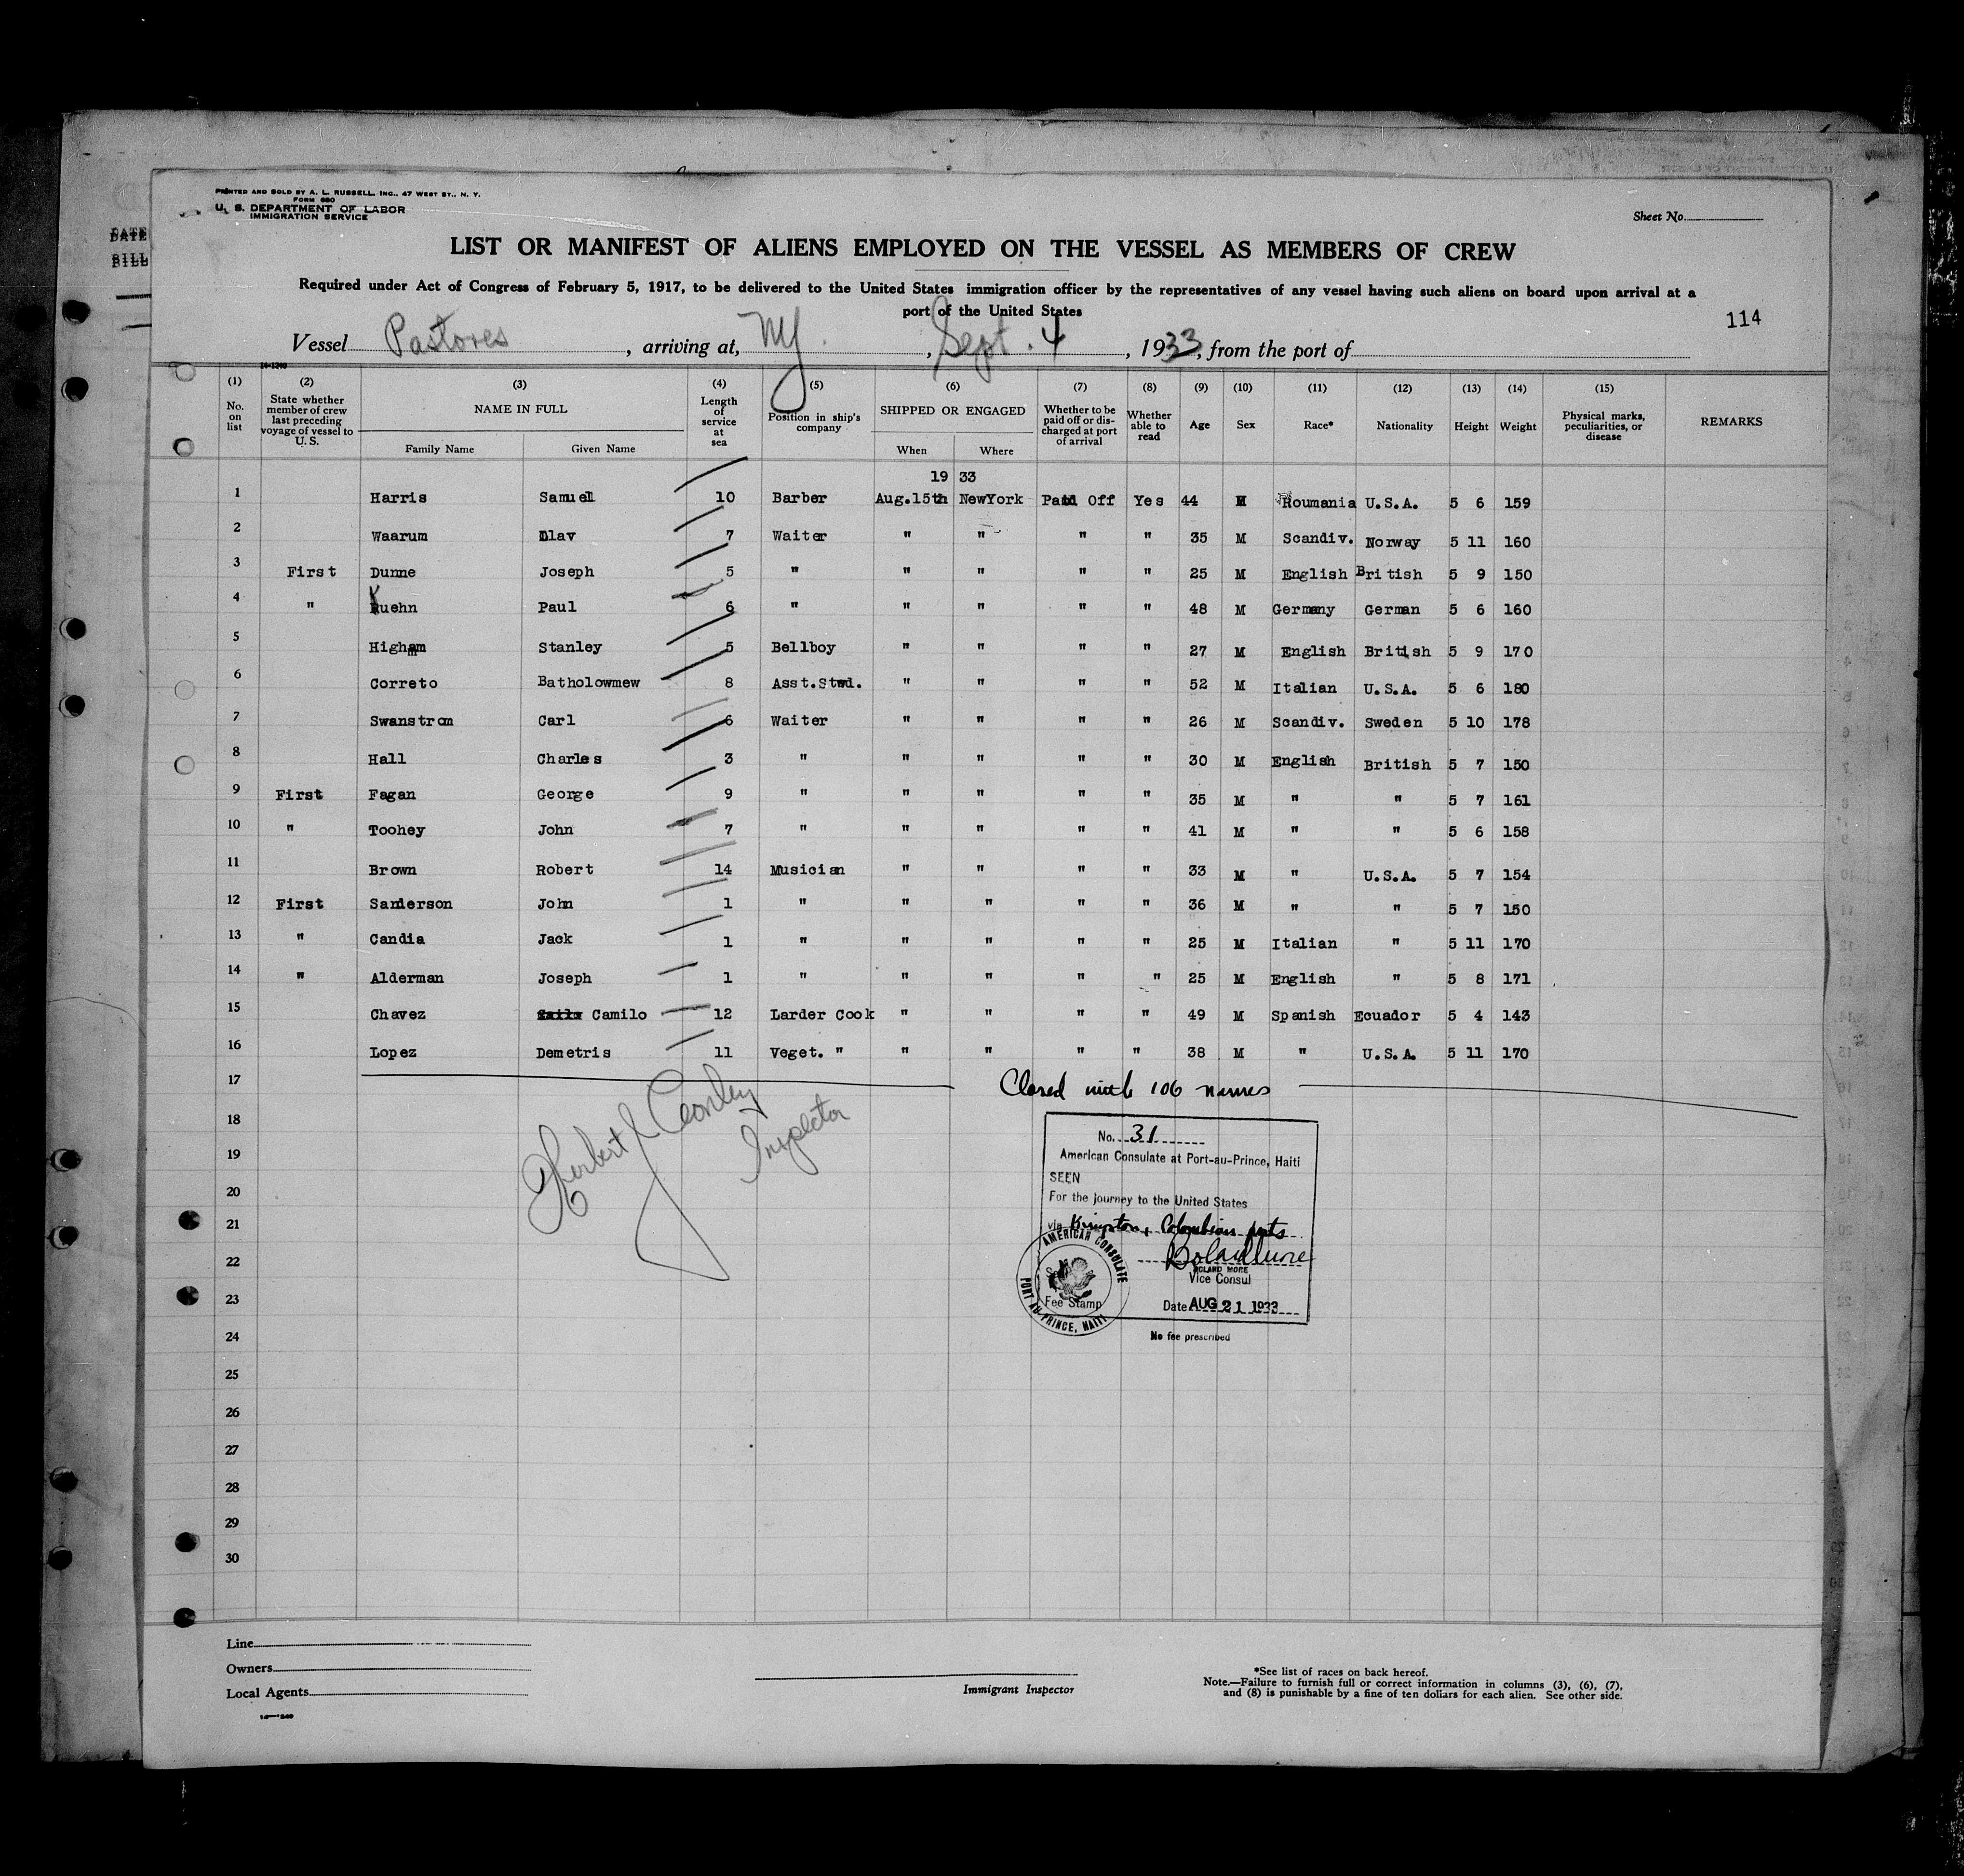 PRINTED AND SOLD BY A. L. RUSSELL, INC., 47 WEST ST., N. Y.
FORM 680
U. S. DEPARTMENT OF LABOR
IMMIGRATION SERVICE
Sheet No.
DATE
BILL
LIST OR MANIFEST OF ALIENS EMPLOYED ON THE VESSEL AS MEMBERS OF CREW
Required under Act of Congress of February 5, 1917, to be delivered to the United States immigration officer by the representatives of any vessel having such aliens on board upon arrival at a
port of the United States
114
Vessel Pastores, arriving at, NY, Sept. 4, 1933, from the port of
(1) (2) (3) (4) (5) (6) (7) (8) (9) (10) (11) (12) (13) (14) (15)
No. on list State whether member of crew last preceding voyage of vessel to U. S. NAME IN FULL Family Name Given Name Length of service at sea Position in ship's company SHIPPED OR ENGAGED When Where Whether to be paid off or discharged at port of arrival Whether able to read Age Sex Race* Nationality Height Weight Physical marks, peculiarities, or disease REMARKS
19 33
1 Harris Samuel 10 Barber Aug.15th NewYork Paid Off Yes 44 M Roumania U.S.A. 5 6 159
2 Waarum Olav 7 Waiter " " " " 35 M Scandiv. Norway 5 11 160
3 First Dunne Joseph 5 " " " " " 25 M English British 5 9 150
4 " Kuehn Paul 6 " " " " " 48 M Germany German 5 6 160
5 Higham Stanley 5 Bellboy " " " " 27 M English British 5 9 170
6 Correto Batholowmew 8 Asst.Stwd. " " " " 52 M Italian U.S.A. 5 6 180
7 Swanstrom Carl 6 Waiter " " " " 26 M Scandiv. Sweden 5 10 178
8 Hall Charles 3 " " " " " 30 M English British 5 7 150
9 First Fagan George 9 " " " " " 35 M " " 5 7 161
10 " Toohey John 7 " " " " " 41 M " " 5 6 158
11 Brown Robert 14 Musician " " " " 33 M " U.S.A. 5 7 154
12 First Sanderson John 1 " " " " " 36 M " " 5 7 150
13 " Candia Jack 1 " " " " " 25 M Italian " 5 11 170
14 " Alderman Joseph 1 " " " " " 25 M English " 5 8 171
15 Chavez Camilo 12 Larder Cook " " " " 49 M Spanish Ecuador 5 4 143
16 Lopez Demetris 11 Veget. " " " " " 38 M " U.S.A. 5 11 170
17 Closed with 106 names
18
19
20
21
22
23
24
25
26
27
28
29
30
Herbert Inspector
No. 31
American Consulate at Port-au-Prince, Haiti
SEEN
For the journey to the United States
via Kingston, Colombian ports
Vice Consul
Fee Stamp
Date AUG 21 1933
AMERICAN CONSULATE
PORT AU PRINCE, HAITI
No fee prescribed
Line
Owners
Local Agents
Immigrant Inspector
*See list of races on back hereof.
Note.—Failure to furnish full or correct information in columns (3), (6), (7),
and (8) is punishable by a fine of ten dollars for each alien. See other side.